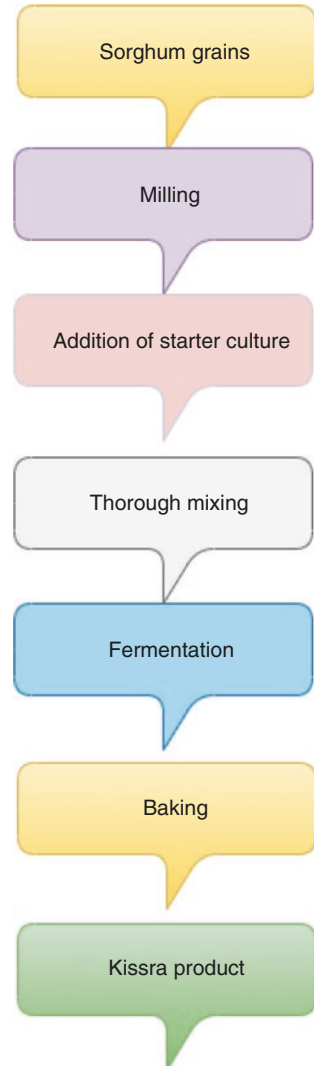 Sorghum grains
Milling
Addition of starter culture
Thorough mixing
Fermentation
Baking
Kissra product